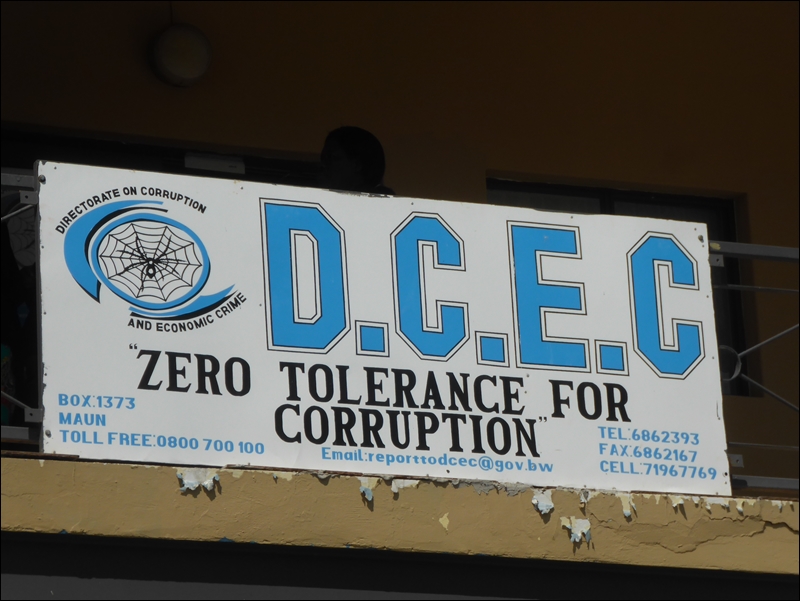 DIRECTORATE ON CORRUPTION
AND ECONOMIC CRIME
D.C.E.C
"ZERO TOLERANCE FOR
CORRUPTION"
BOX:1373
MAUN
TOLL FREE:0800 700 100
Email:reporttodcec@gov.bw
TEL:6862393
FAX:6862167
CELL:71967769